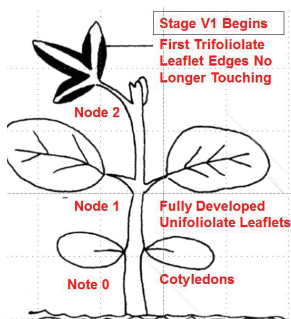 Stage V1 Begins
First Trifoliolate
Leaflet Edges No
Longer Touching
Node 2
Node 1
Fully Developed
Unifoliolate Leaflets
Note 0
Cotyledons